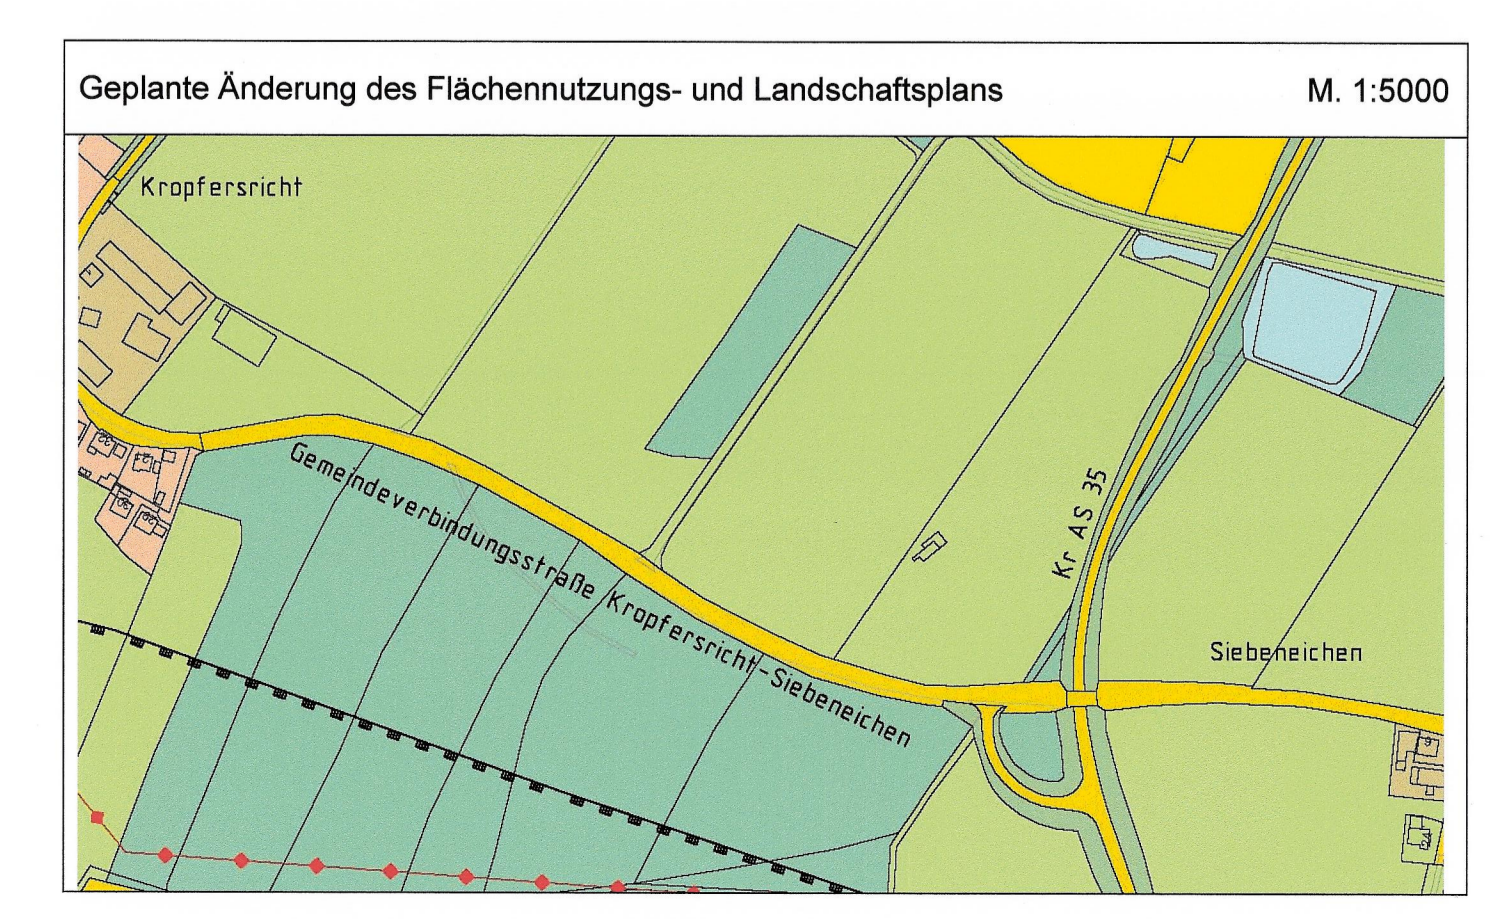 Geplante Änderung des Flächennutzungs- und Landschaftsplans
M. 1:5000
Kropfersricht
Gemeindeverbindungsstraße Kropfersricht-Siebeneichen
Kr AS 35
Siebeneichen